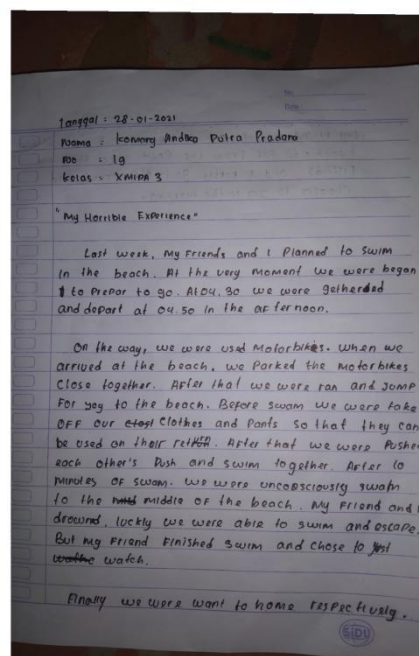 No.
Date
Tanggal = 28-01-2021
Nama : Komang Andika Putra Pradana
no : 19
kelas = XMIPA 3
"My Horrible Experience"
Last week, My Friends and I Planned to swim
In the beach. At the very moment we were began
to Prepar to go. At 04.30 we were getherded
and depart at 04.50 in the afternoon.
On the way, we were used Motorbikes. when we
arrived at the beach, we Parked the motorbikes
Close together. After that we were ran and Jump
For yoy to the beach. Before swam we were take
OFF our Clothes and Pants so that they can
be used on their return. After that we were Pushed
each other's Push and swim together. After 10
minutes of swam. we were unconsciously swam
to the middle of the beach. My Friend and I
drownd, luckly we were able to swim and escape.
But my Friend Finished swim and chose to just
watch.
Finally we were want to home respectively.
SIDU